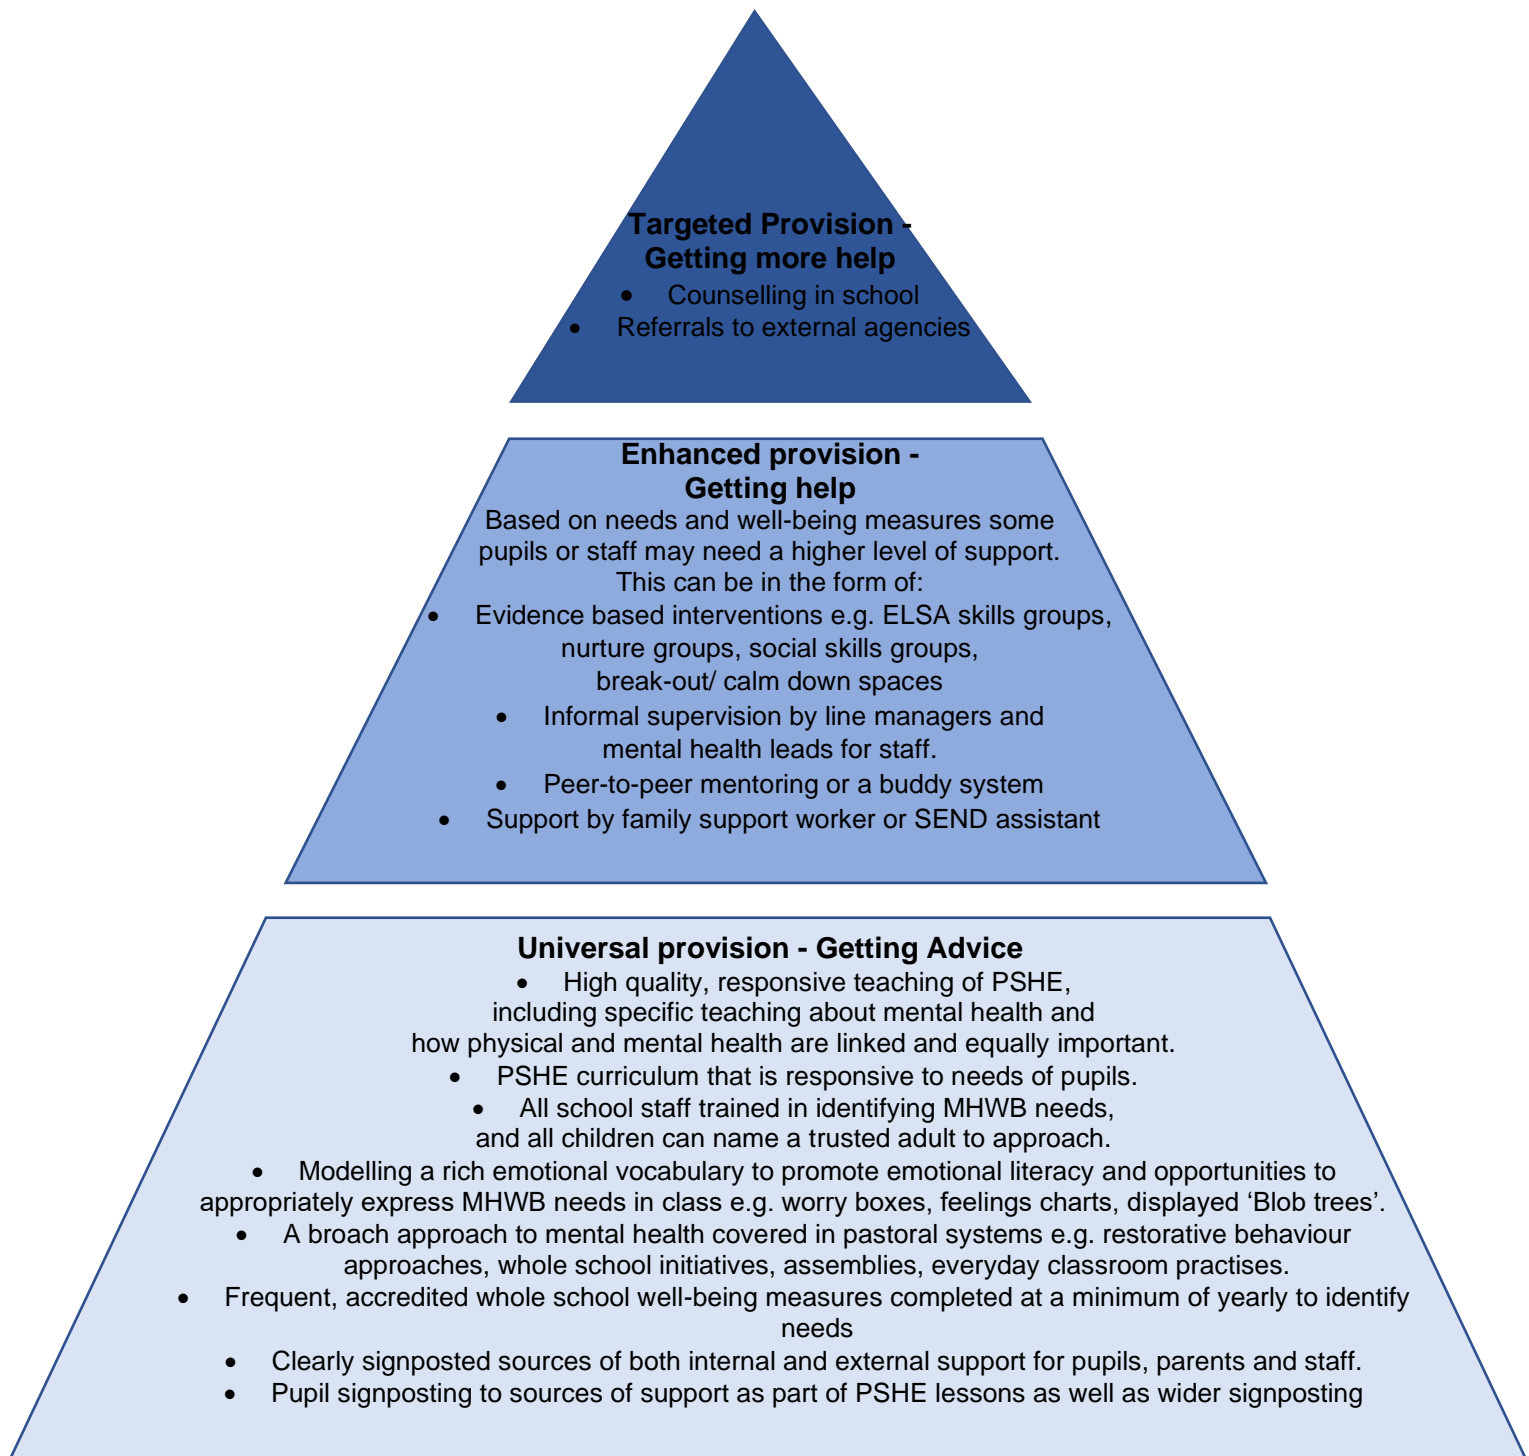 Targeted Provision -
Getting more help
• Counselling in school
• Referrals to external agencies
Enhanced provision -
Getting help
Based on needs and well-being measures some
pupils or staff may need a higher level of support.
This can be in the form of:
• Evidence based interventions e.g. ELSA skills groups,
nurture groups, social skills groups,
break-out/ calm down spaces
• Informal supervision by line managers and
mental health leads for staff.
• Peer-to-peer mentoring or a buddy system
• Support by family support worker or SEND assistant
Universal provision - Getting Advice
• High quality, responsive teaching of PSHE,
including specific teaching about mental health and
how physical and mental health are linked and equally important.
• PSHE curriculum that is responsive to needs of pupils.
• All school staff trained in identifying MHWB needs,
and all children can name a trusted adult to approach.
• Modelling a rich emotional vocabulary to promote emotional literacy and opportunities to
appropriately express MHWB needs in class e.g. worry boxes, feelings charts, displayed ‘Blob trees’.
• A broach approach to mental health covered in pastoral systems e.g. restorative behaviour
approaches, whole school initiatives, assemblies, everyday classroom practises.
• Frequent, accredited whole school well-being measures completed at a minimum of yearly to identify
needs
• Clearly signposted sources of both internal and external support for pupils, parents and staff.
• Pupil signposting to sources of support as part of PSHE lessons as well as wider signposting